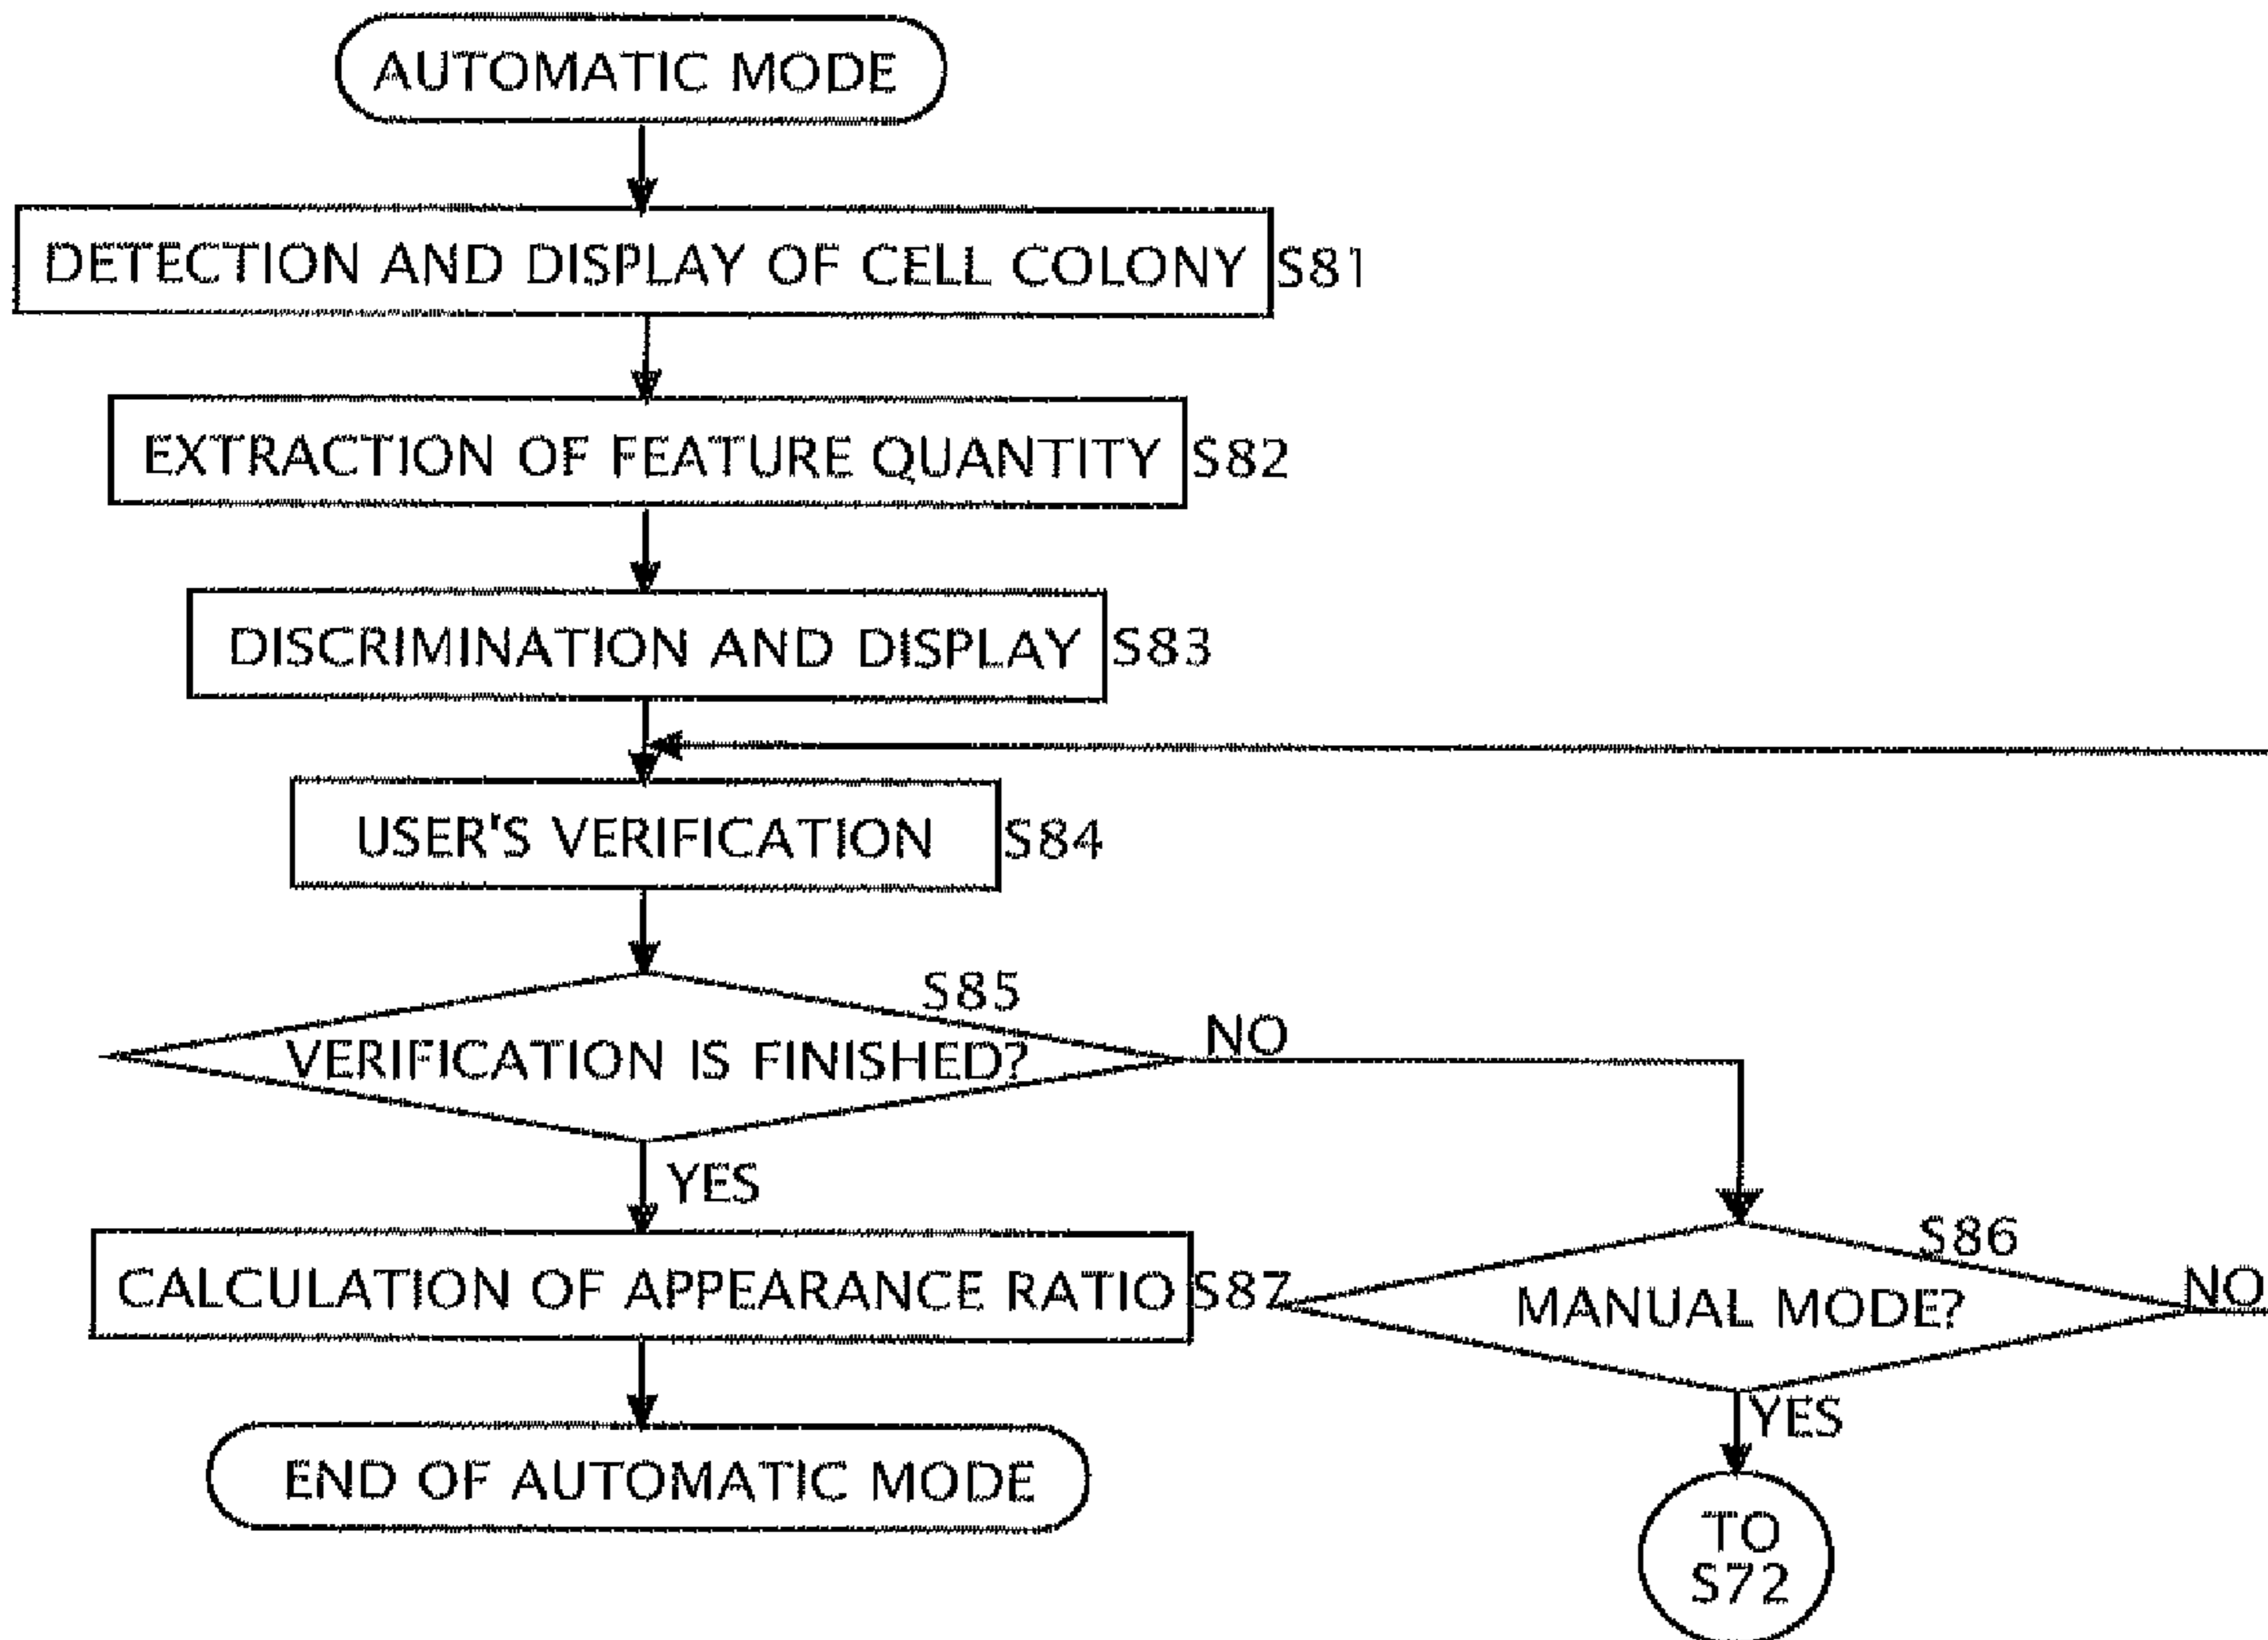 AUTOMATIC MODE
DETECTION AND DISPLAY OF CELL COLONY S81
EXTRACTION OF FEATURE QUANTITY S82
DISCRIMINATION AND DISPLAY S83
USER'S VERIFICATION S84
S85
VERIFICATION IS FINISHED?
NO
YES
CALCULATION OF APPEARANCE RATIO S87
S86
MANUAL MODE?
NO
YES
END OF AUTOMATIC MODE
TO
S72